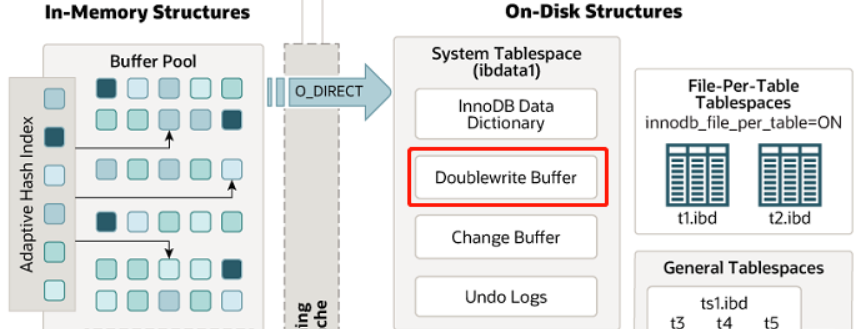 In-Memory Structures
On-Disk Structures
Buffer Pool
Adaptive Hash Index
O_DIRECT
System Tablespace
(ibdata1)
InnoDB Data
Dictionary
Doublewrite Buffer
Change Buffer
Undo Logs
File-Per-Table
Tablespaces
innodb_file_per_table=ON
t1.ibd
t2.ibd
General Tablespaces
ts1.ibd
t3 t4 t5